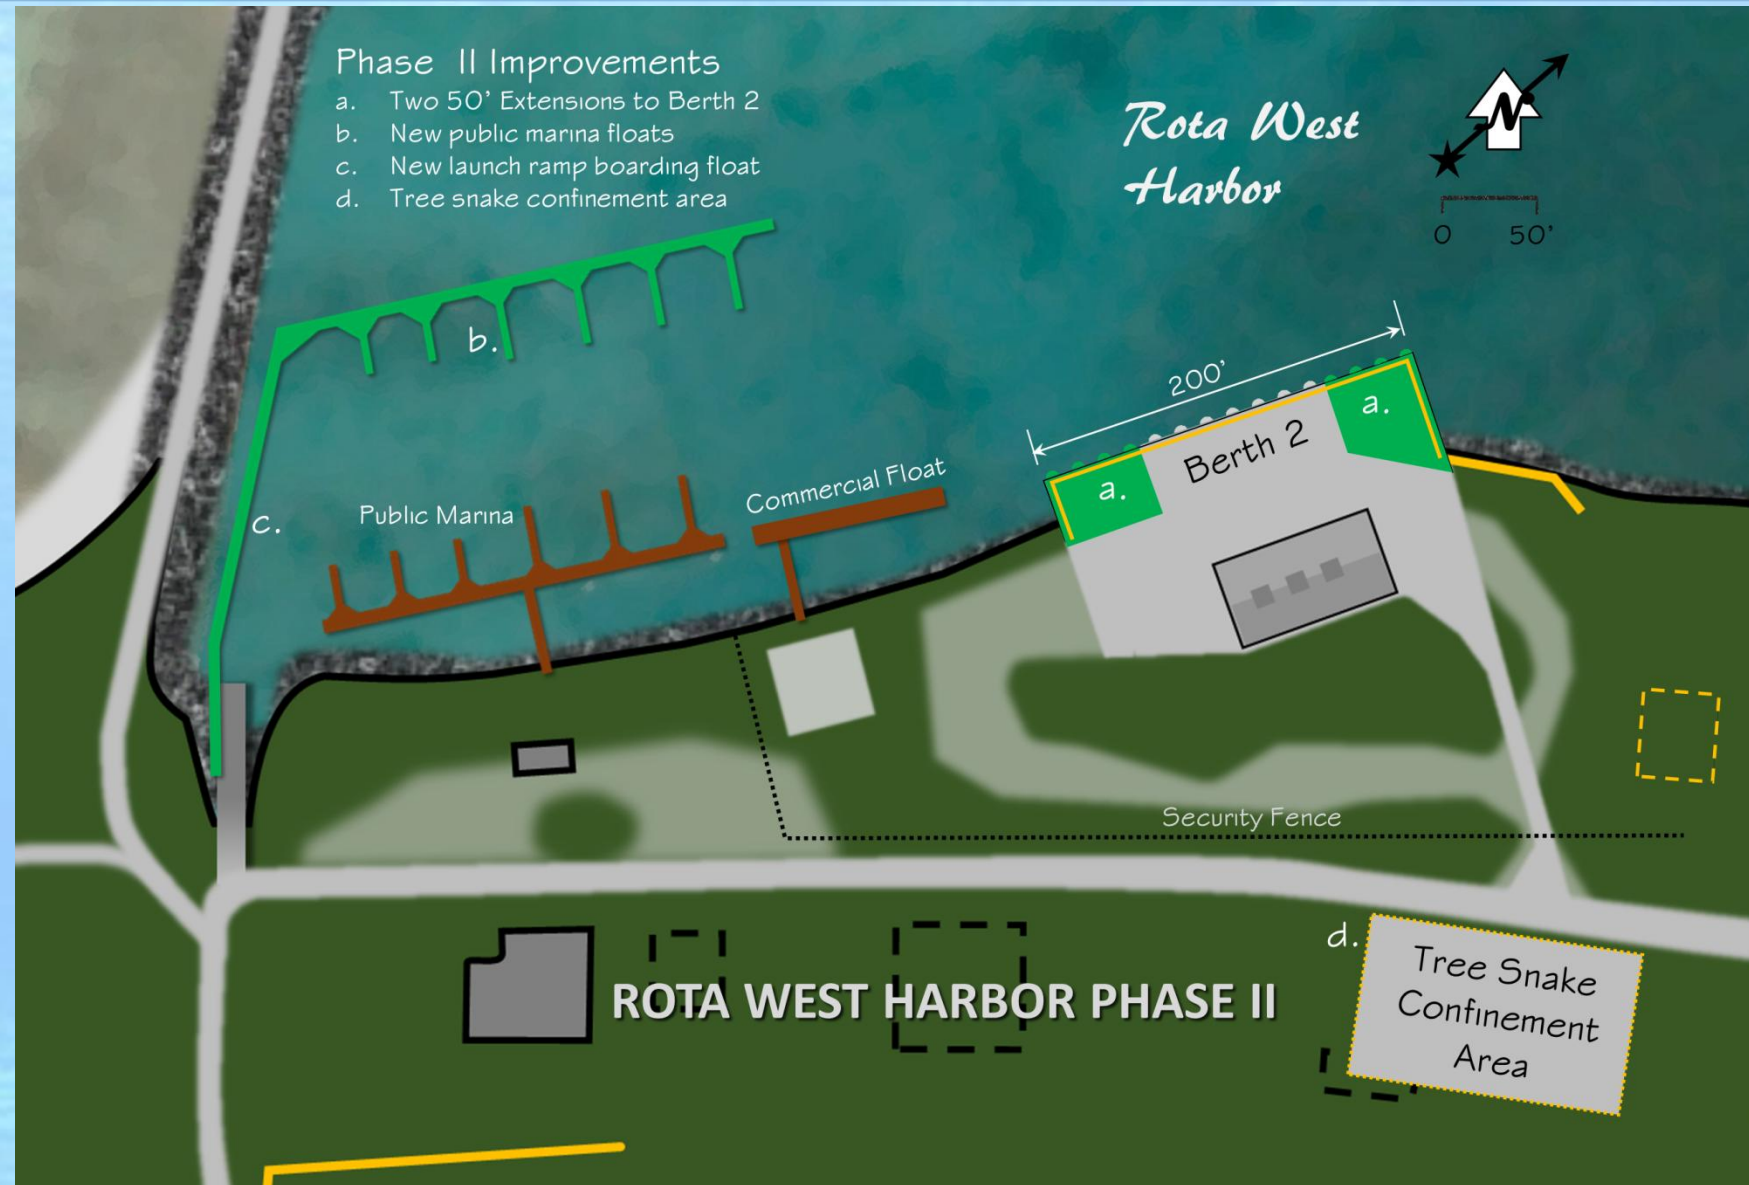 Phase II Improvements
a. Two 50' Extensions to Berth 2
b. New public marina floats
c. New launch ramp boarding float
d. Tree snake confinement area
Rota West
Harbor
N
0 50'
b.
200'
a.
Berth 2
a.
Commercial Float
Public Marina
c.
Security Fence
d.
Tree Snake
Confinement
Area
ROTA WEST HARBOR PHASE II